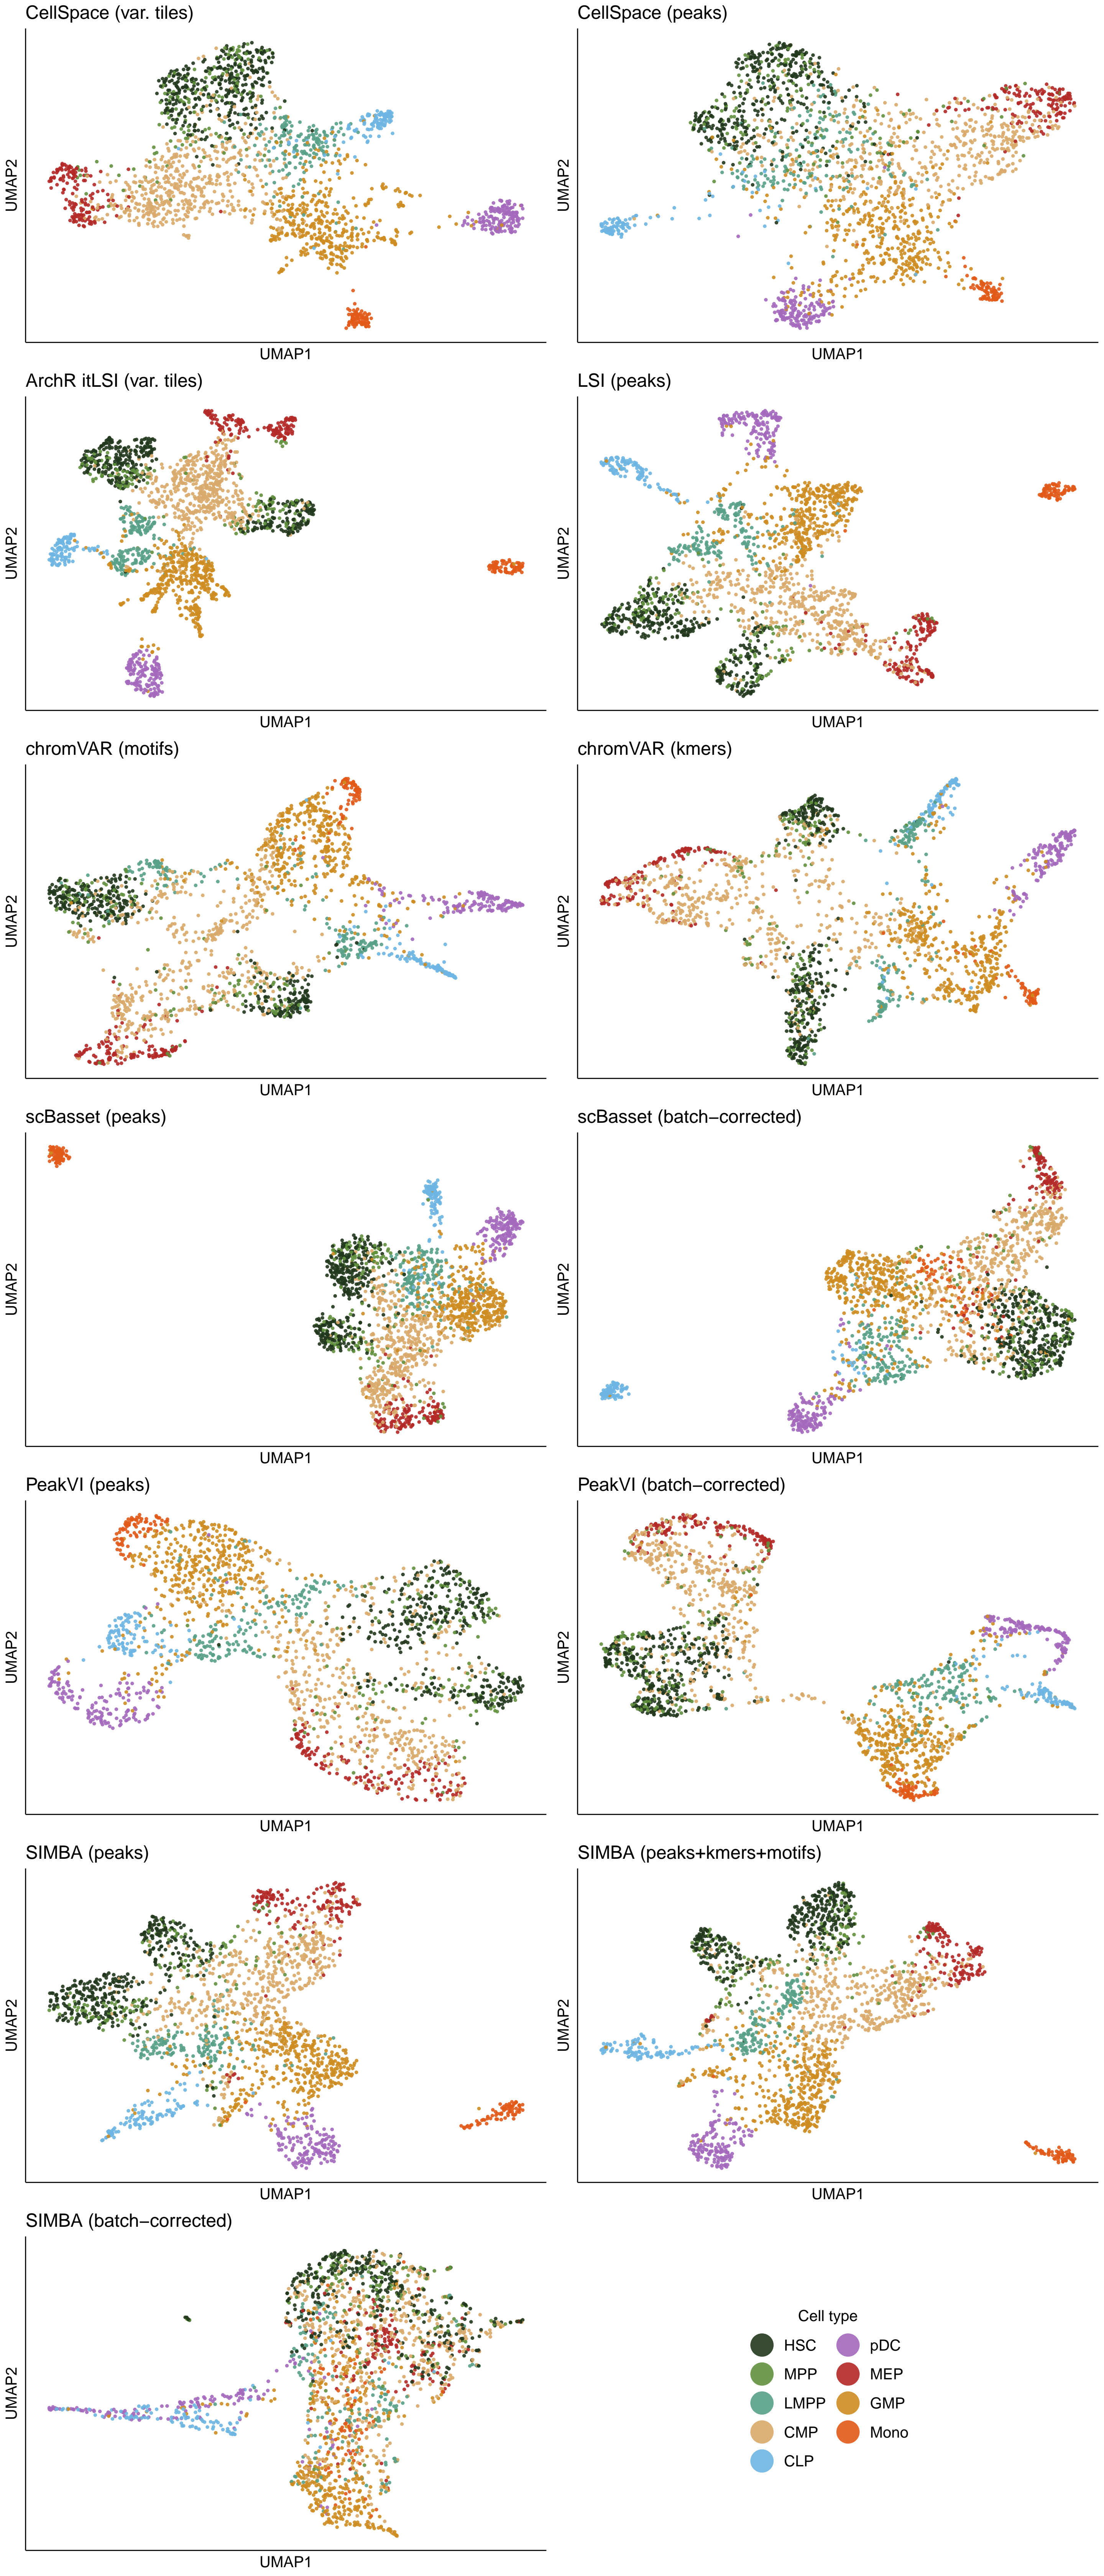 CellSpace (var. tiles)
UMAP2
UMAP1
CellSpace (peaks)
UMAP2
UMAP1
ArchR itLSI (var. tiles)
UMAP2
UMAP1
LSI (peaks)
UMAP2
UMAP1
chromVAR (motifs)
UMAP2
UMAP1
chromVAR (kmers)
UMAP2
UMAP1
scBasset (peaks)
UMAP2
UMAP1
scBasset (batch−corrected)
UMAP2
UMAP1
PeakVI (peaks)
UMAP2
UMAP1
PeakVI (batch−corrected)
UMAP2
UMAP1
SIMBA (peaks)
UMAP2
UMAP1
SIMBA (peaks+kmers+motifs)
UMAP2
UMAP1
SIMBA (batch−corrected)
UMAP2
UMAP1
Cell type
HSC
MPP
LMPP
CMP
CLP
pDC
MEP
GMP
Mono